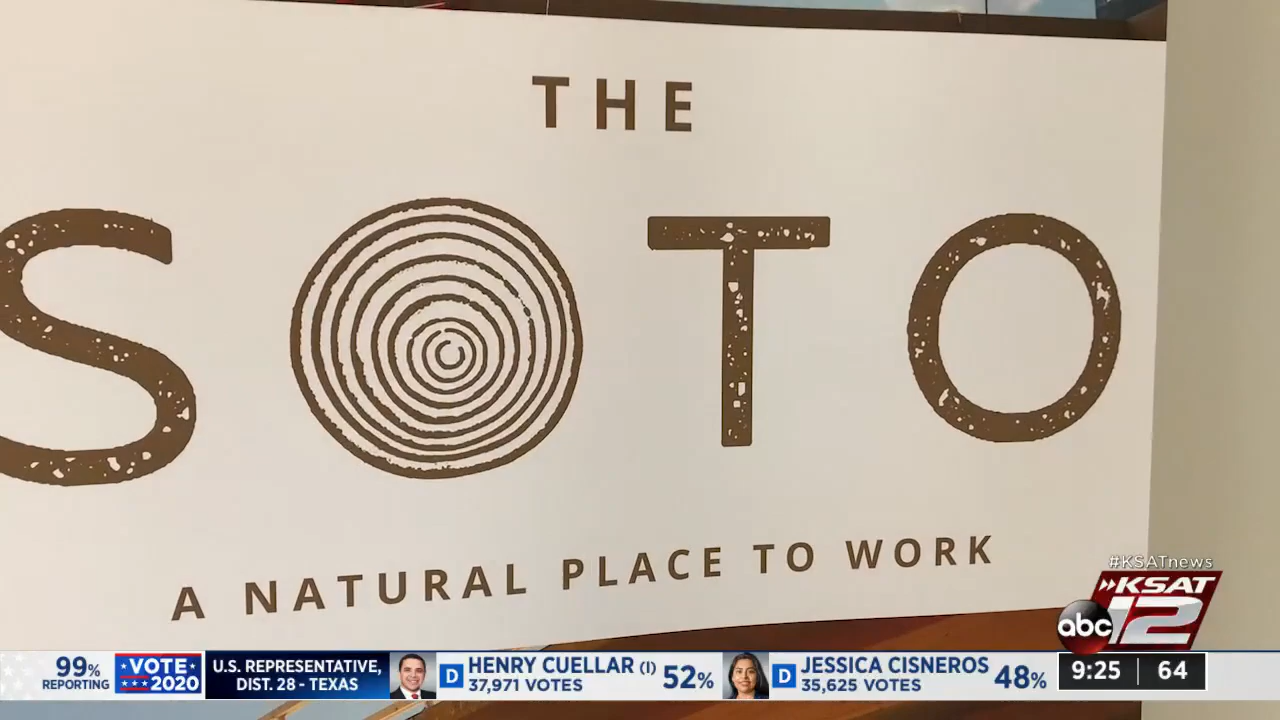 THE
SOTO
A NATURAL PLACE TO WORK
#KSATnews
KSAT
abc 12
99% REPORTING
VOTE 2020
U.S. REPRESENTATIVE,
DIST. 28 - TEXAS
D HENRY CUELLAR (I) 52%
37,971 VOTES
D JESSICA CISNEROS 48%
35,625 VOTES
9:25 64